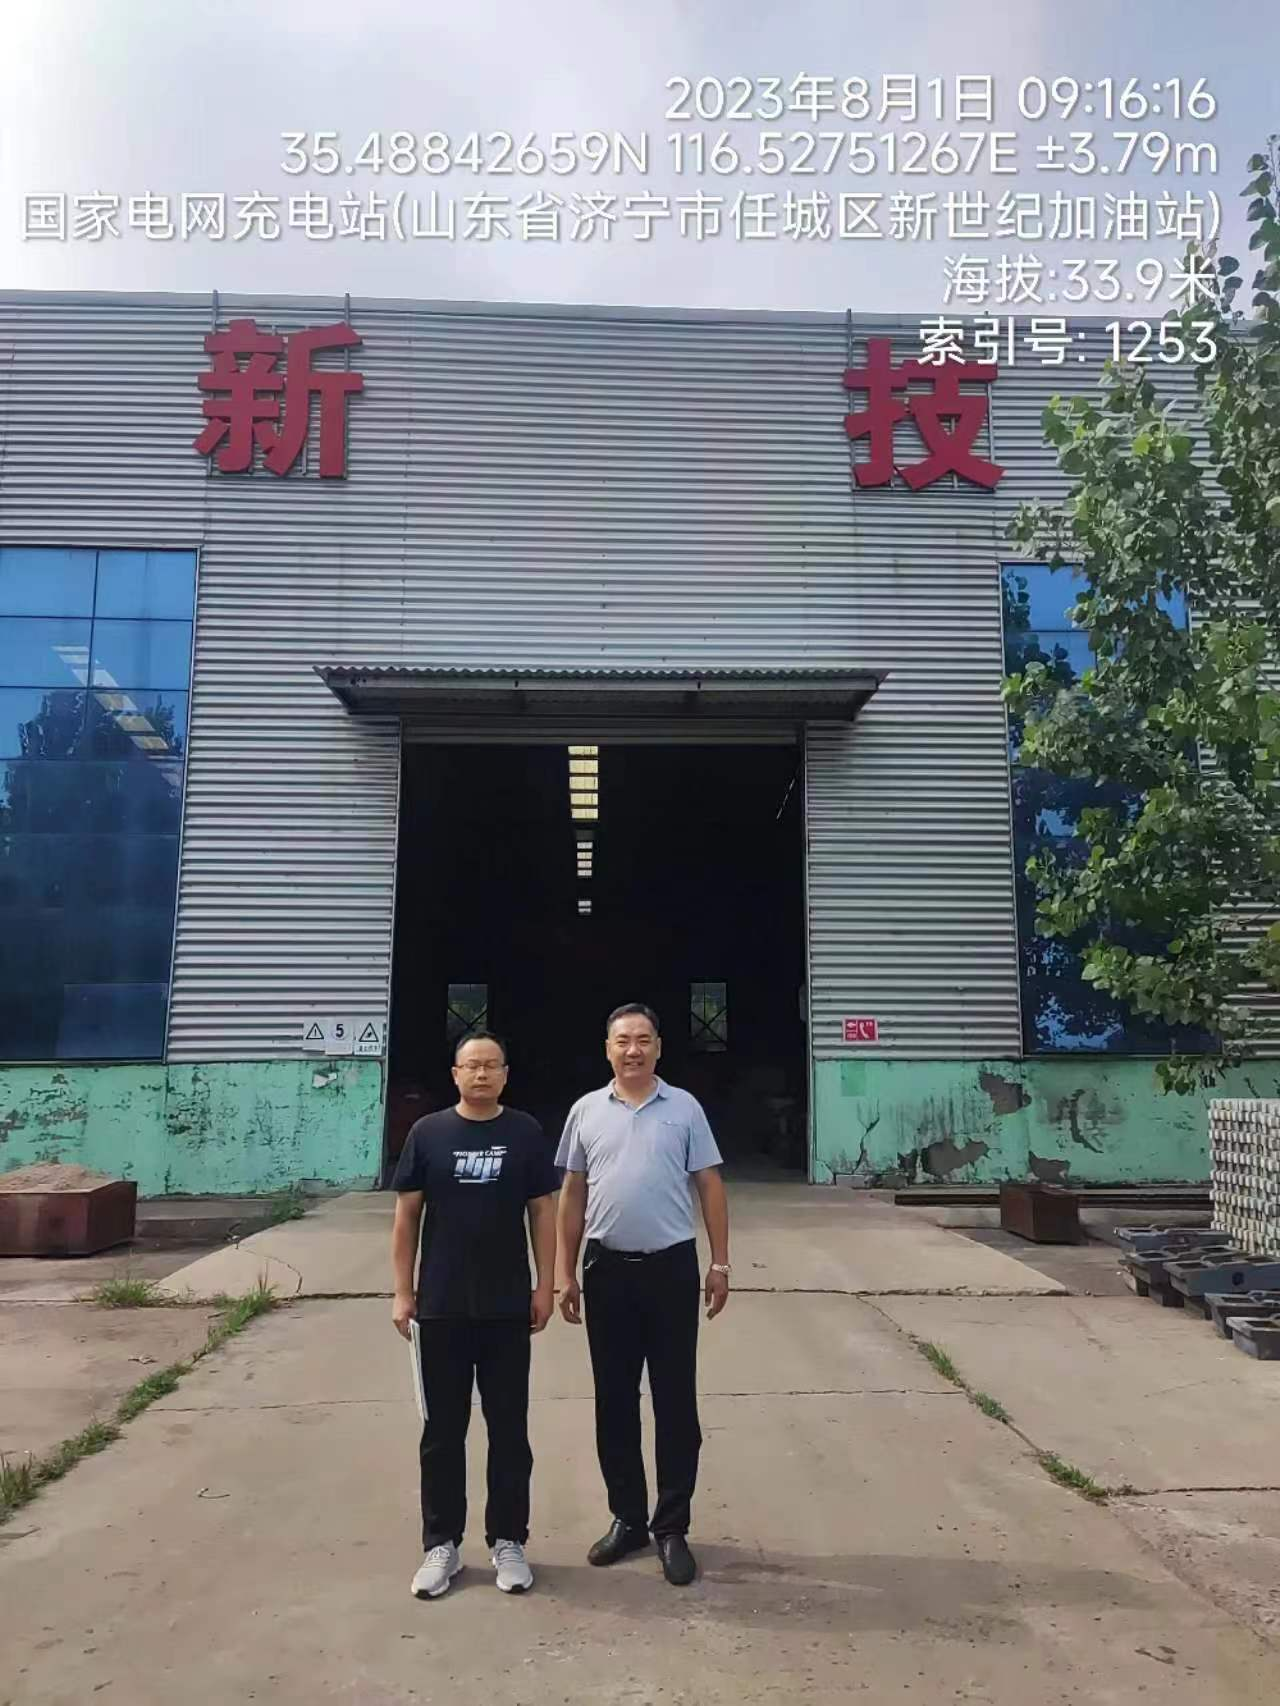 2023年8月1日 09:16:16
35.48842659N 116.52751267E ±3.79m
国家电网充电站(山东省济宁市任城区新世纪加油站)
海拔:33.9米
索引号: 1253
新 技
5